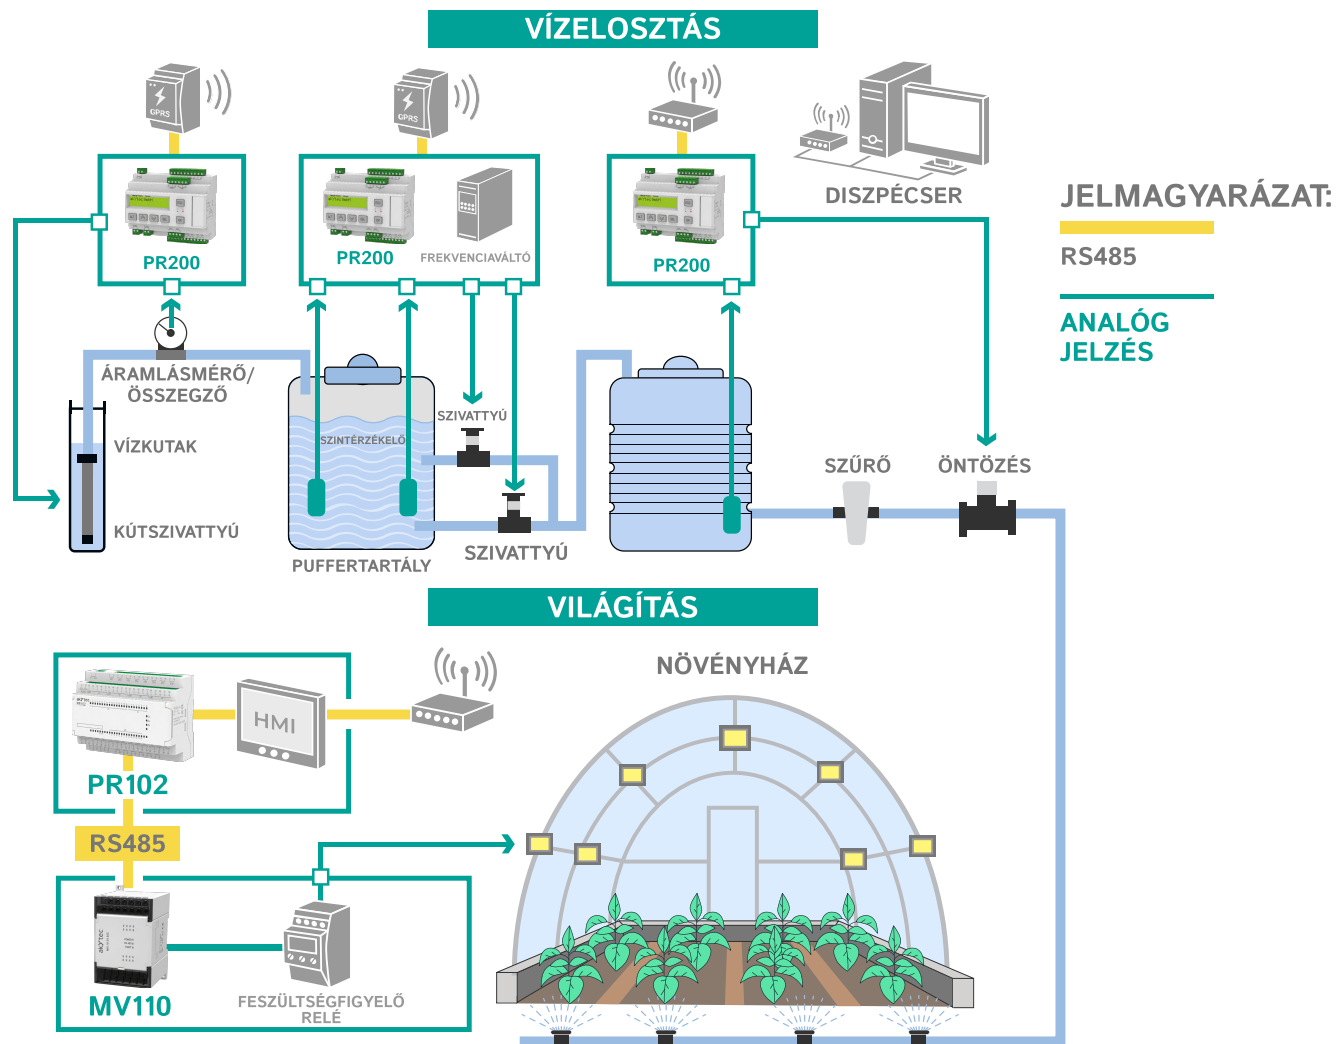 VÍZELOSZTÁS
GPRS
GPRS
DISZPÉCSER
JELMAGYARÁZAT:
RS485
ANALÓG
JELZÉS
PR200
PR200
FREKVENCIAVÁLTÓ
PR200
ÁRAMLÁSMÉRŐ/
ÖSSZEGZŐ
VÍZKUTAK
KÚTSZIVATTYÚ
SZINTÉRZÉKELŐ
SZIVATTYÚ
SZIVATTYÚ
PUFFERTARTÁLY
SZŰRŐ
ÖNTÖZÉS
VILÁGÍTÁS
NÖVÉNYHÁZ
HMI
PR102
RS485
akytec
MV110
FESZÜLTSÉGFIGYELŐ
RELÉ